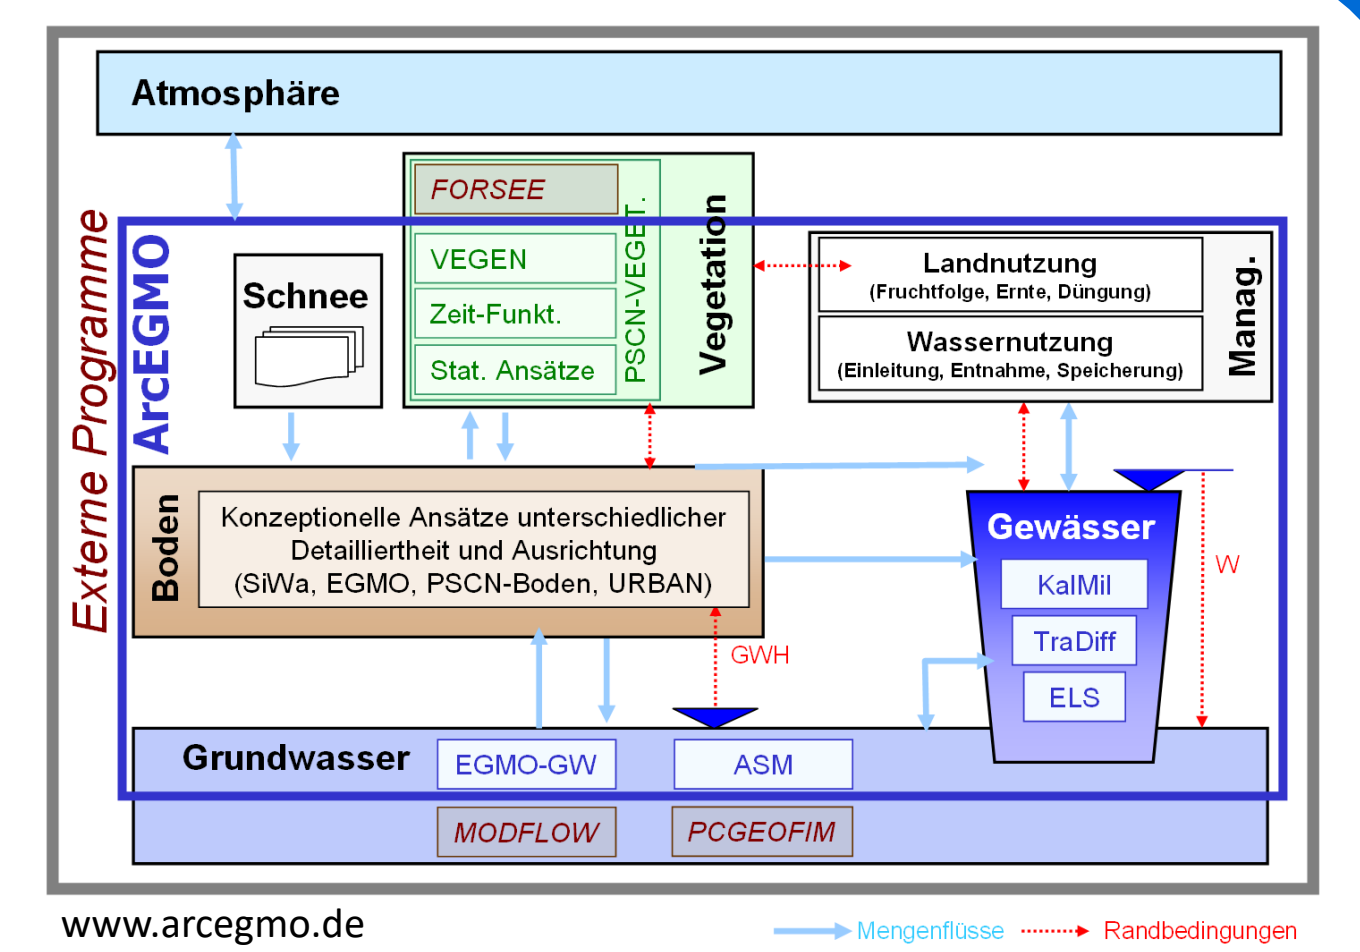 Atmosphäre
Externe Programme
ArcEGMO
Schnee
FORSEE
VEGEN
Zeit-Funkt.
Stat. Ansätze
PSCN-VEGET.
Vegetation
Landnutzung
(Fruchtfolge, Ernte, Düngung)
Wassernutzung
(Einleitung, Entnahme, Speicherung)
Manag.
Boden
Konzeptionelle Ansätze unterschiedlicher
Detailliertheit und Ausrichtung
(SiWa, EGMO, PSCN-Boden, URBAN)
Gewässer
KalMil
TraDiff
ELS
W
GWH
Grundwasser
EGMO-GW
ASM
MODFLOW
PCGEOFIM
www.arcegmo.de
Mengenflüsse
Randbedingungen